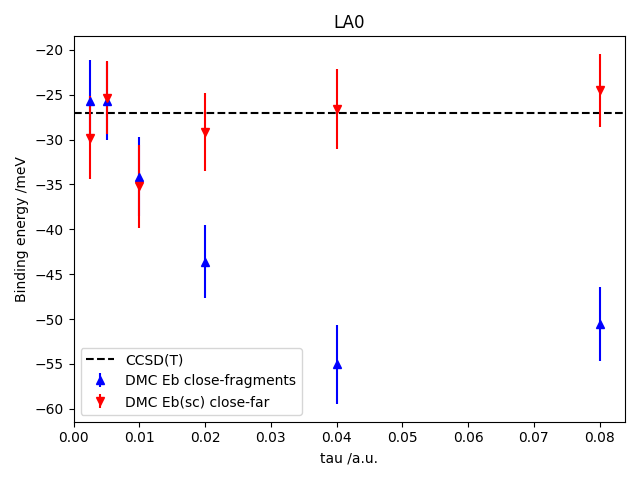 LA0
−20
−25
−30
−35
−40
−45
−50
−55
−60
Binding energy /meV
CCSD(T)
DMC Eb close-fragments
DMC Eb(sc) close-far
0.00 0.01 0.02 0.03 0.04 0.05 0.06 0.07 0.08
tau /a.u.